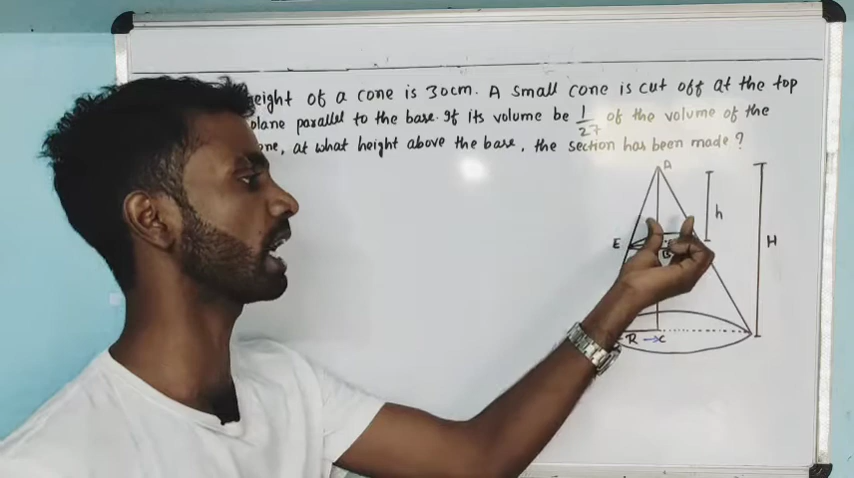 eight of a cone is 30cm. A small cone is cut off at the top
plane parallel to the base. If its volume be 1/27 of the volume of the
one, at what height above the base, the section has been made ?
A
h
E
B
H
R → C